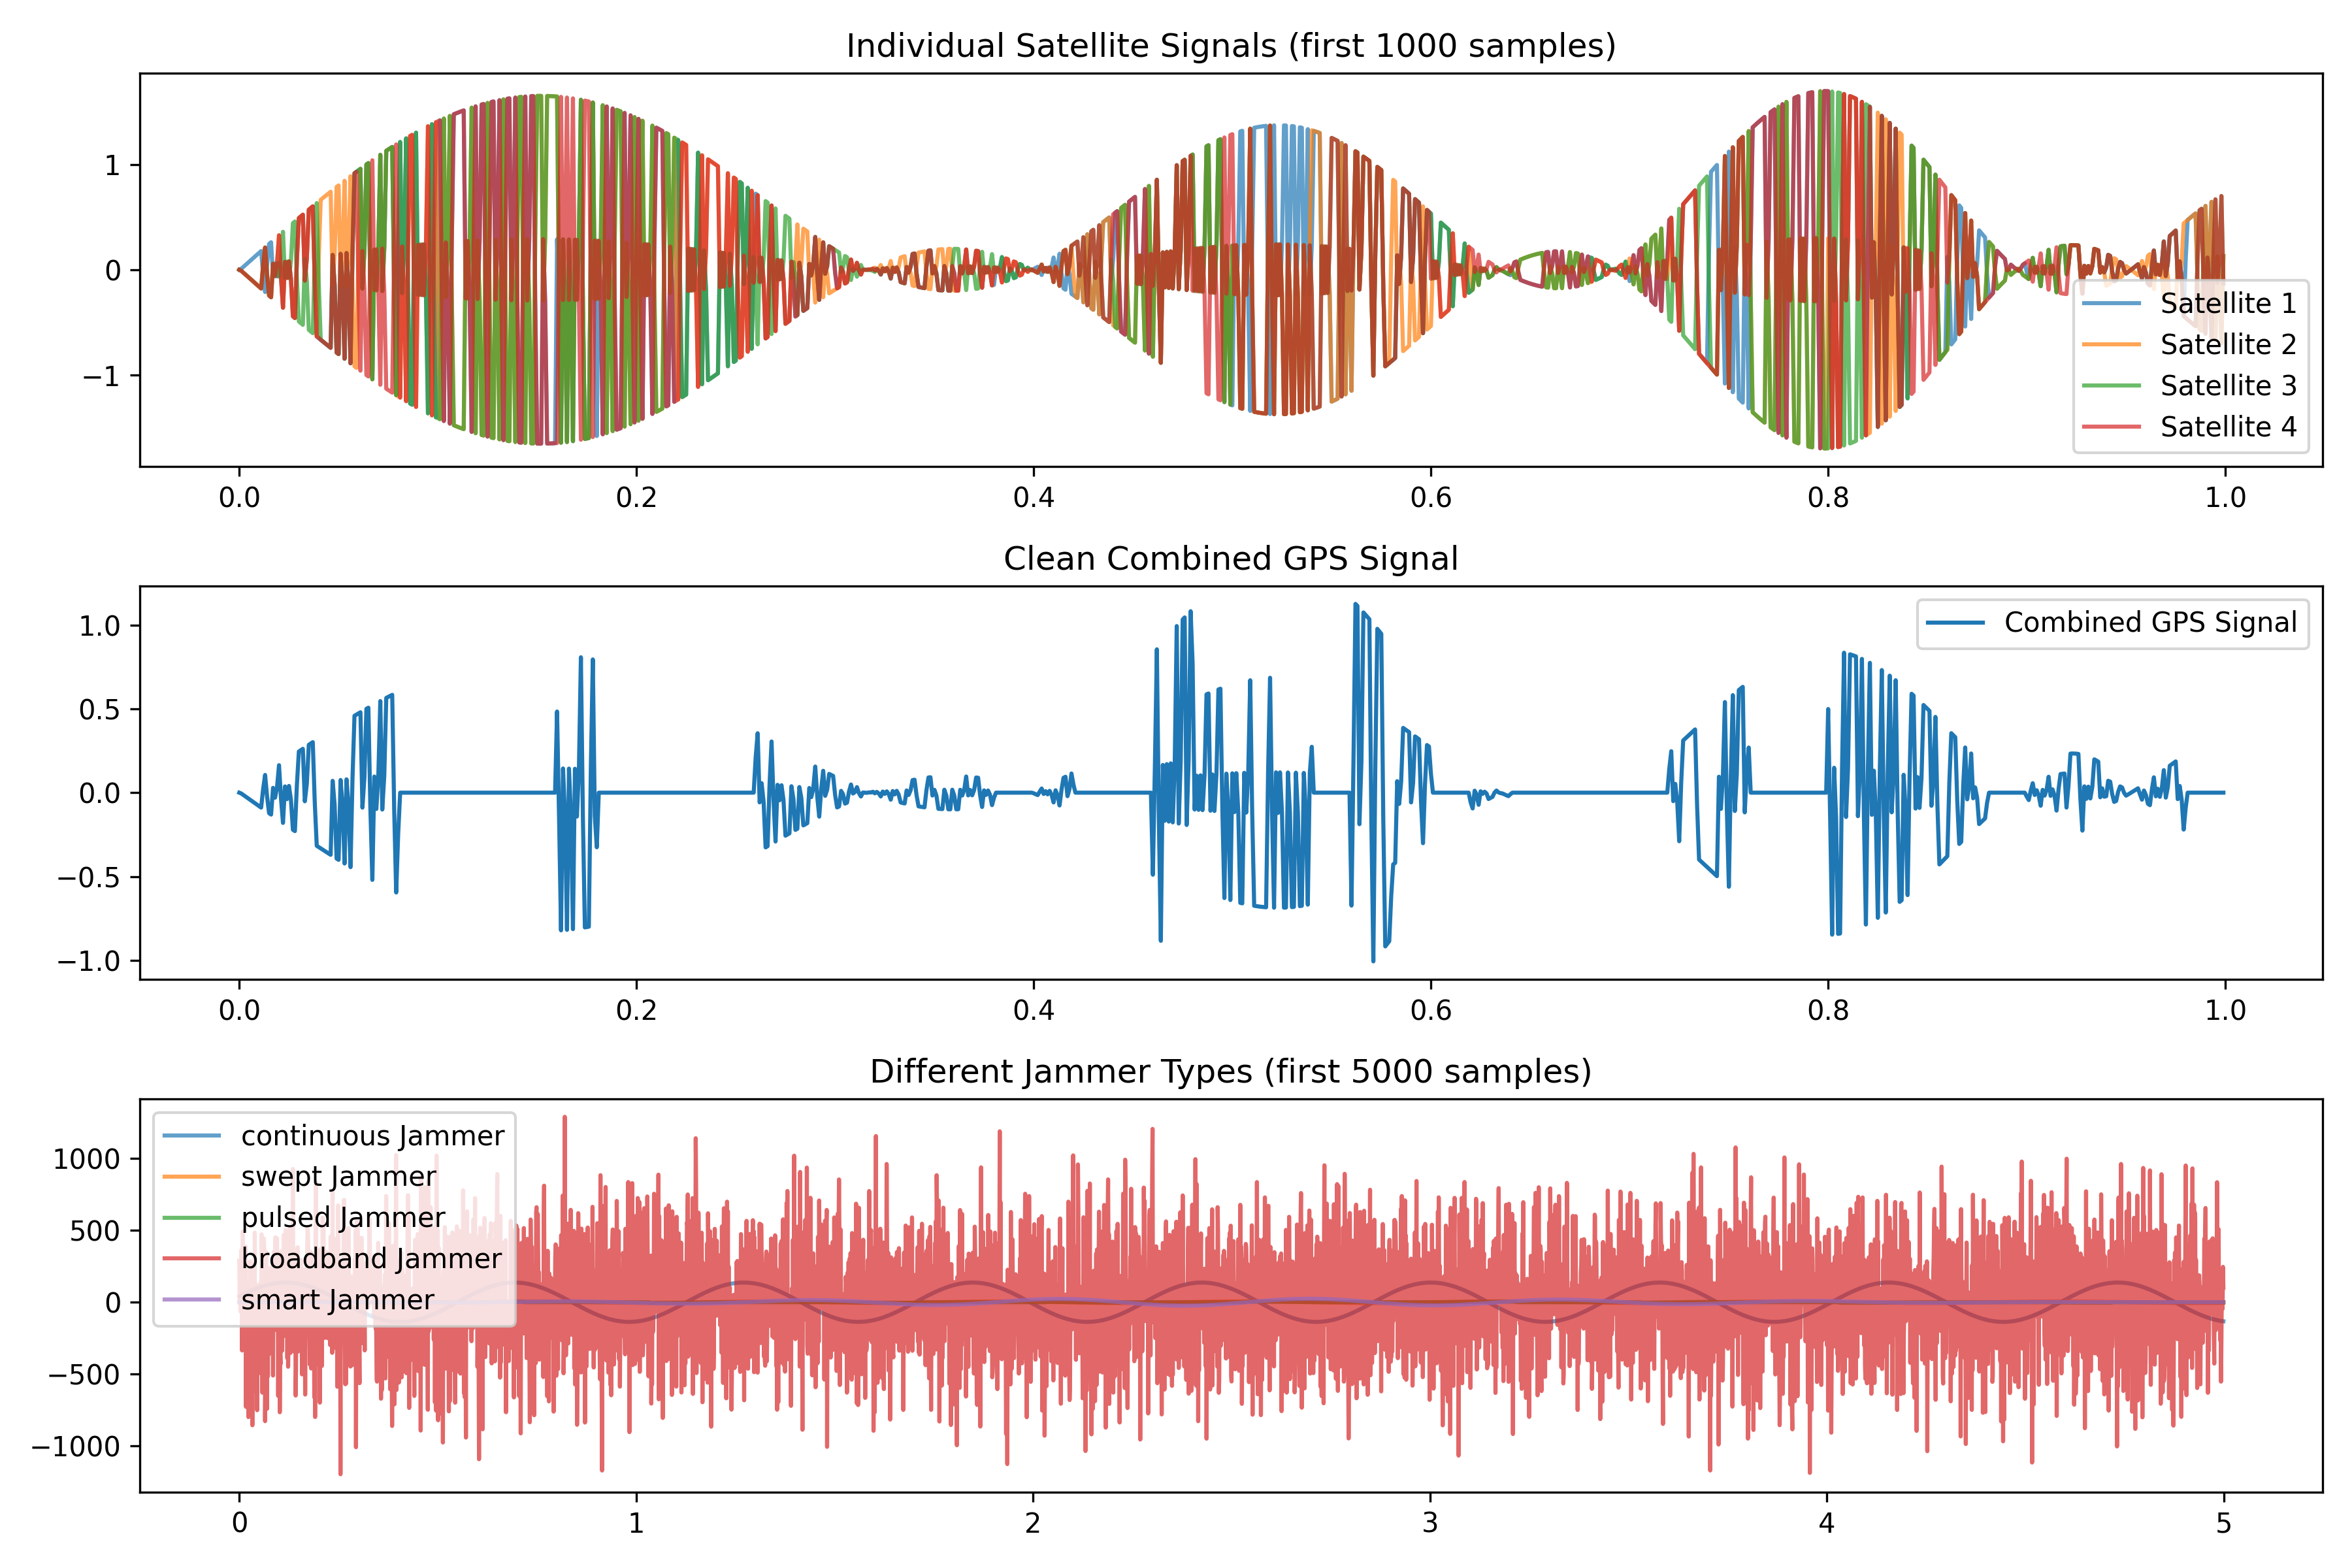 Individual Satellite Signals (first 1000 samples)
1
0
−1
Satellite 1
Satellite 2
Satellite 3
Satellite 4
0.0 0.2 0.4 0.6 0.8 1.0
Clean Combined GPS Signal
1.0
0.5
0.0
−0.5
−1.0
Combined GPS Signal
0.0 0.2 0.4 0.6 0.8 1.0
Different Jammer Types (first 5000 samples)
1000
500
0
−500
−1000
continuous Jammer
swept Jammer
pulsed Jammer
broadband Jammer
smart Jammer
0 1 2 3 4 5